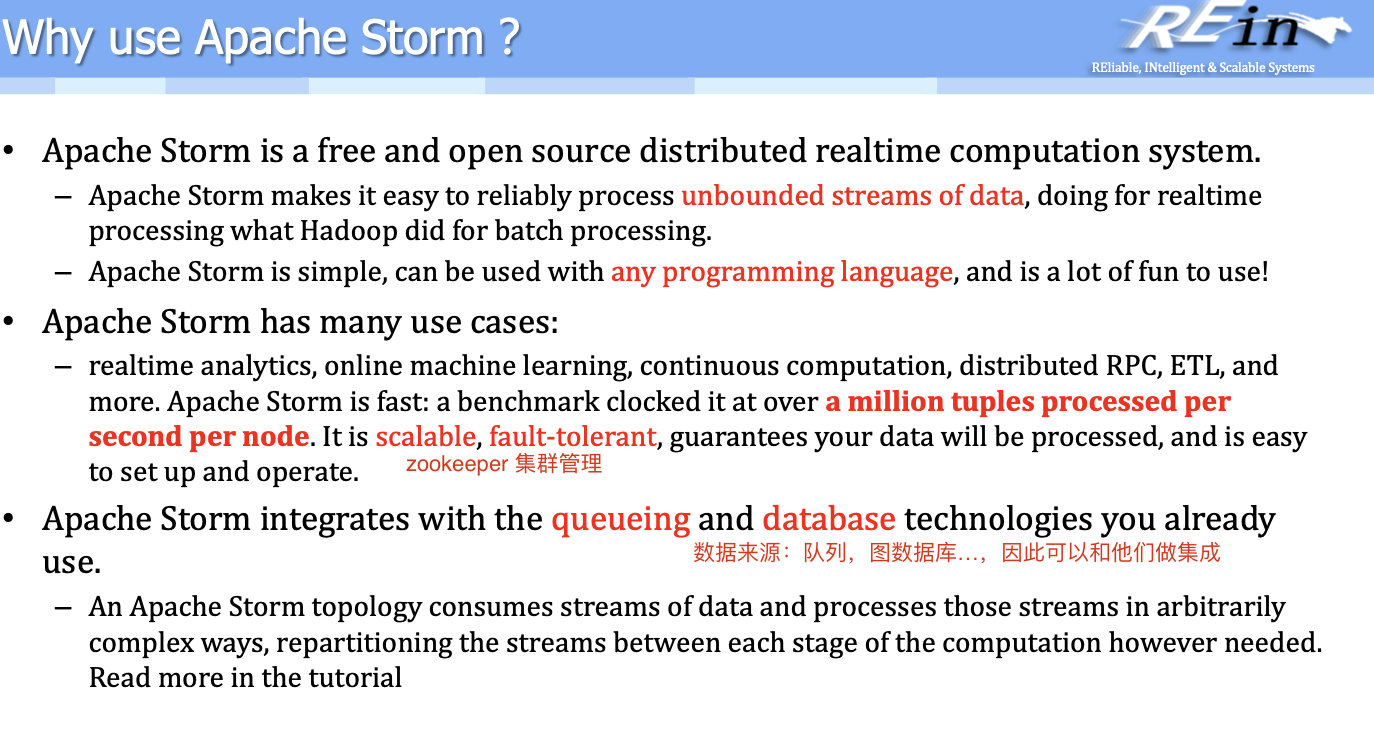 Why use Apache Storm ?
REin
REliable, INtelligent & Scalable Systems
• Apache Storm is a free and open source distributed realtime computation system.
– Apache Storm makes it easy to reliably process unbounded streams of data, doing for realtime
processing what Hadoop did for batch processing.
– Apache Storm is simple, can be used with any programming language, and is a lot of fun to use!
• Apache Storm has many use cases:
– realtime analytics, online machine learning, continuous computation, distributed RPC, ETL, and
more. Apache Storm is fast: a benchmark clocked it at over a million tuples processed per
second per node. It is scalable, fault-tolerant, guarantees your data will be processed, and is easy
to set up and operate.
zookeeper 集群管理
• Apache Storm integrates with the queueing and database technologies you already
use.
数据来源：队列，图数据库...，因此可以和他们做集成
– An Apache Storm topology consumes streams of data and processes those streams in arbitrarily
complex ways, repartitioning the streams between each stage of the computation however needed.
Read more in the tutorial